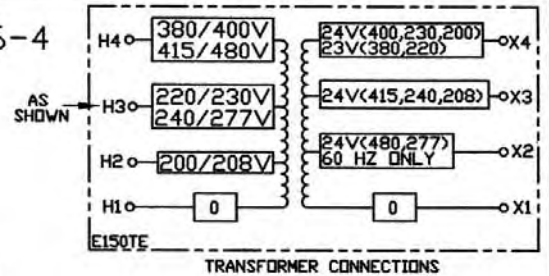 5-4
H4 380/400V 24V(400,230,200) X4
415/480V 23V(380,220)
AS SHOWN H3 220/230V 24V(415,240,208) X3
240/277V
H2 200/208V 24V(480,277) X2
60 HZ ONLY
H1 0 0 X1
E150TE
TRANSFORMER CONNECTIONS